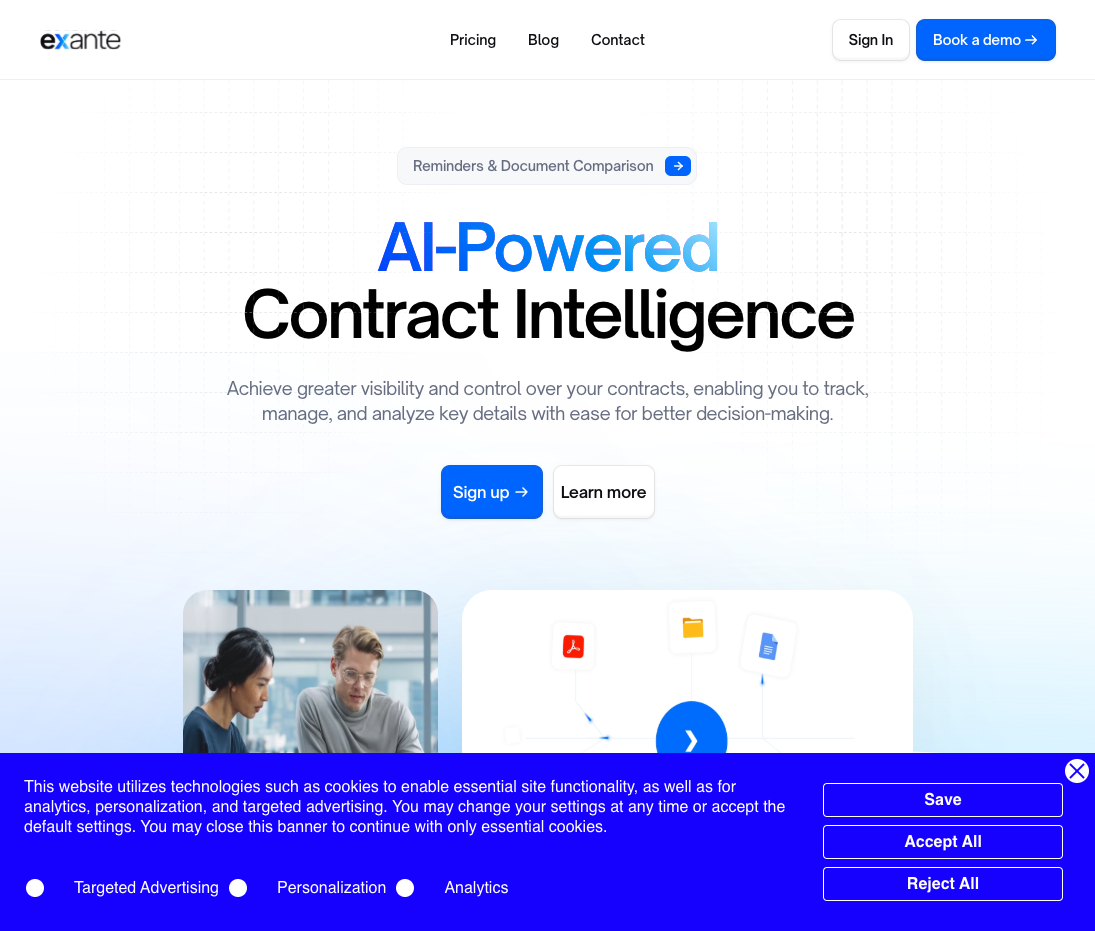 exante
Pricing
Blog
Contact
Sign In
Book a demo →
Reminders & Document Comparison
AI-Powered
Contract Intelligence
Achieve greater visibility and control over your contracts, enabling you to track,
manage, and analyze key details with ease for better decision-making.
Sign up →
Learn more
This website utilizes technologies such as cookies to enable essential site functionality, as well as for
analytics, personalization, and targeted advertising. You may change your settings at any time or accept the
default settings. You may close this banner to continue with only essential cookies.
Targeted Advertising
Personalization
Analytics
Save
Accept All
Reject All